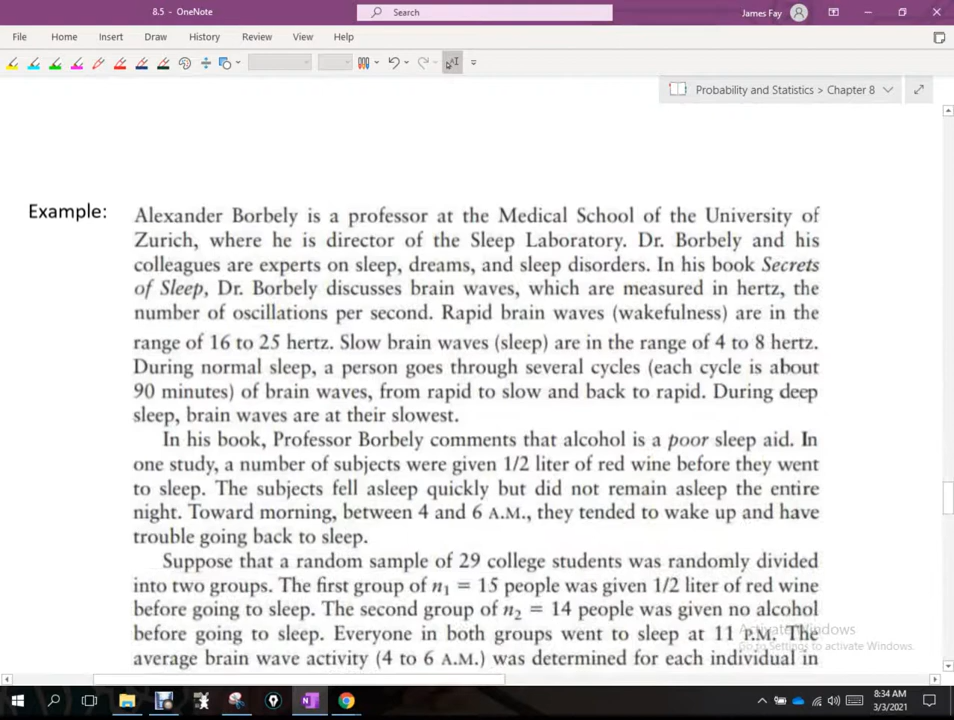 8.5 - OneNote
Search
James Fay
File Home Insert Draw History Review View Help
Probability and Statistics > Chapter 8
Example:
Alexander Borbely is a professor at the Medical School of the University of
Zurich, where he is director of the Sleep Laboratory. Dr. Borbely and his
colleagues are experts on sleep, dreams, and sleep disorders. In his book Secrets
of Sleep, Dr. Borbely discusses brain waves, which are measured in hertz, the
number of oscillations per second. Rapid brain waves (wakefulness) are in the
range of 16 to 25 hertz. Slow brain waves (sleep) are in the range of 4 to 8 hertz.
During normal sleep, a person goes through several cycles (each cycle is about
90 minutes) of brain waves, from rapid to slow and back to rapid. During deep
sleep, brain waves are at their slowest.
In his book, Professor Borbely comments that alcohol is a poor sleep aid. In
one study, a number of subjects were given 1/2 liter of red wine before they went
to sleep. The subjects fell asleep quickly but did not remain asleep the entire
night. Toward morning, between 4 and 6 A.M., they tended to wake up and have
trouble going back to sleep.
Suppose that a random sample of 29 college students was randomly divided
into two groups. The first group of n₁ = 15 people was given 1/2 liter of red wine
before going to sleep. The second group of n₂ = 14 people was given no alcohol
before going to sleep. Everyone in both groups went to sleep at 11 P.M. The
average brain wave activity (4 to 6 A.M.) was determined for each individual in
Activate Windows
Go to Settings to activate Windows.
8:34 AM
3/3/2021